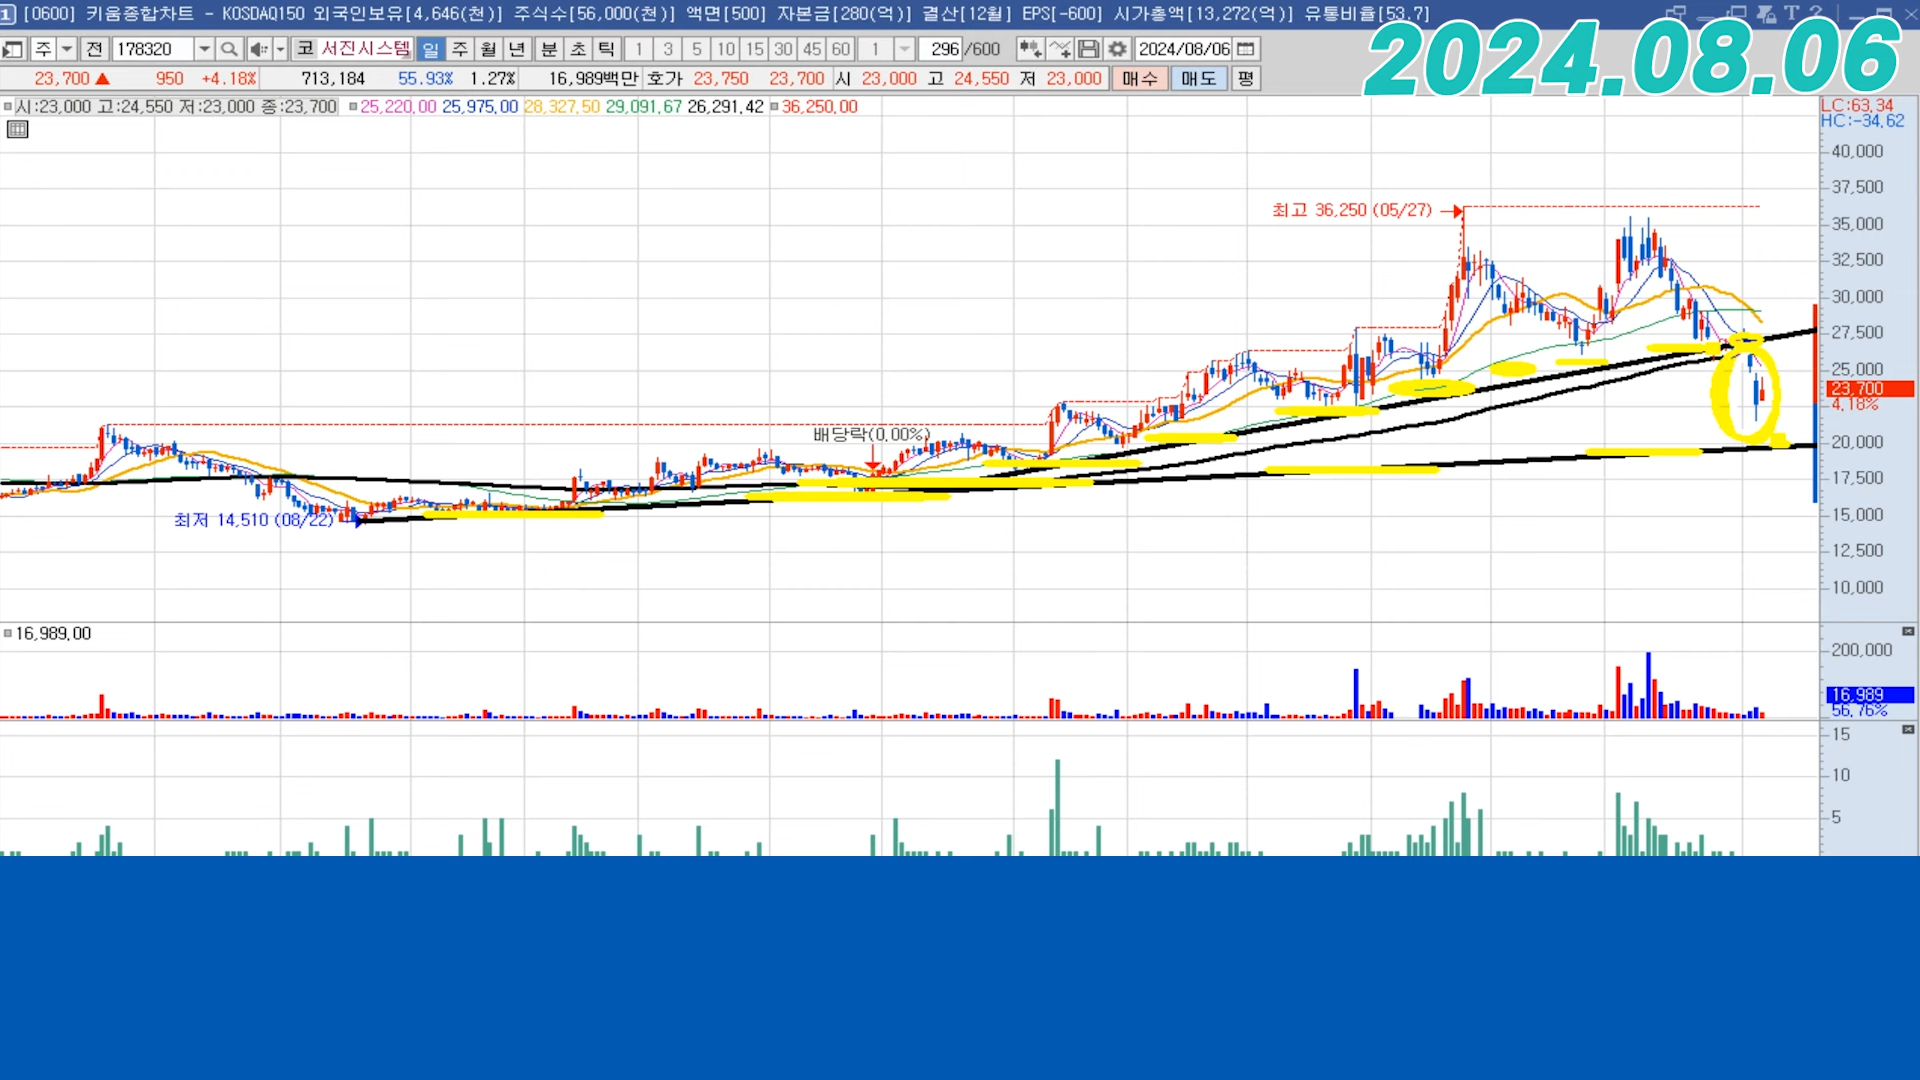 1 [0600] 키움종합차트 - KOSDAQ150 외국인보유[4,646(천)] 주식수[56,000(천)] 액면[500] 자본금[280(억)] 결산[12월] EPS[-600] 시가총액[13,272(억)] 유통비율[53.7]
2024.08.06
주 전 178320 코 서진시스템 일 주 월 년 분 초 틱 1 3 5 10 15 30 45 60 1 296 /600 2024/08/06
23,700 ▲ 950 +4.18% 713,184 55.93% 1.27% 16,989백만 호가 23,750 23,700 시 23,000 고 24,550 저 23,000 매수 매도 평
시:23,000 고:24,550 저:23,000 종:23,700 25,220,00 25,975,00 28,327,50 29,091,67 26,291,42 36,250,00
LC:63,34
HC:-34,62
40,000
37,500
최고 36,250 (05/27)
35,000
32,500
30,000
27,500
25,000
23,700
4,18%
배당락(0,00%)
20,000
17,500
최저 14,510 (08/22)
15,000
12,500
10,000
16,989,00
200,000
16,989
56,76%
15
10
5